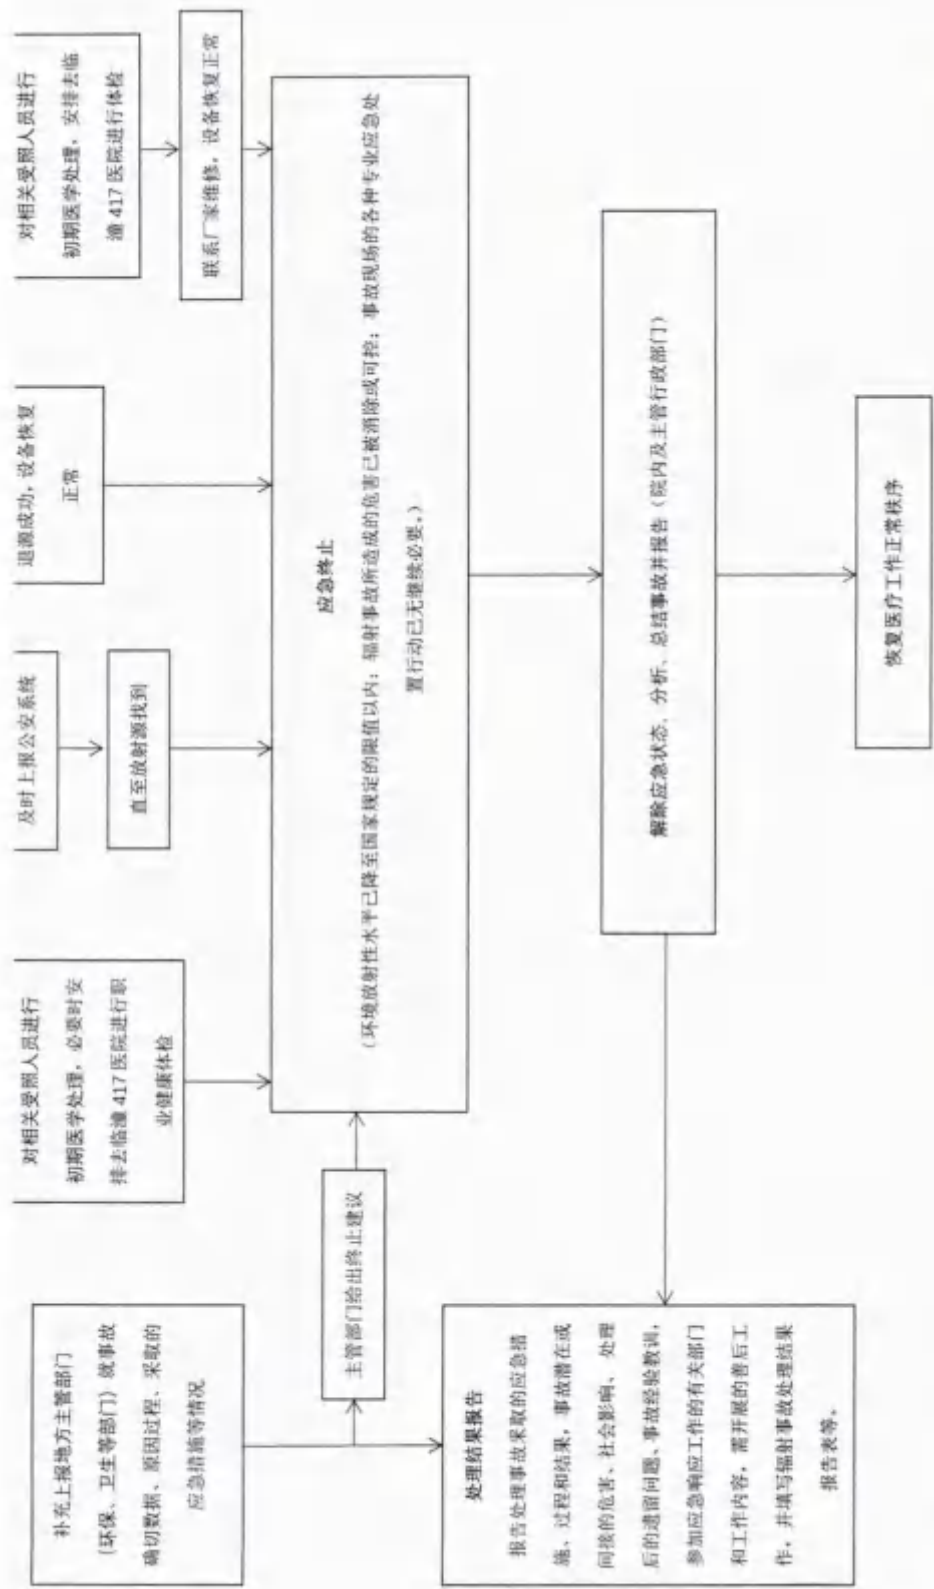 补充上报地方主管部门
(环保、卫生等部门)就事故
确切数据、原因过程、采取的
应急措施等情况
对相关受照人员进行
初期医学处理，必要时安
排去临潼 417 医院进行职
业健康体检
及时上报公安系统
直至放射源找到
退源成功，设备恢复
正常
对相关受照人员进行
初期医学处理，安排去临
潼 417 医院进行体检
联系厂家维修，设备恢复正常
主管部门给出终止建议
应急终止
(环境放射性水平已降至国家规定的限值以内；辐射事故所造成的危害已被消除或可控；事故现场的各种专业应急处
置行动已无继续必要。)
处理结果报告
报告处理事故采取的应急措
施、过程和结果，事故潜在或
间接的危害、社会影响、处理
后的遗留问题、事故经验教训，
参加应急响应工作的有关部门
和工作内容，需开展的善后工
作，并填写辐射事故处理结果
报告表等。
解除应急状态，分析、总结事故并报告(院内及主管行政部门)
恢复医疗工作正常秩序